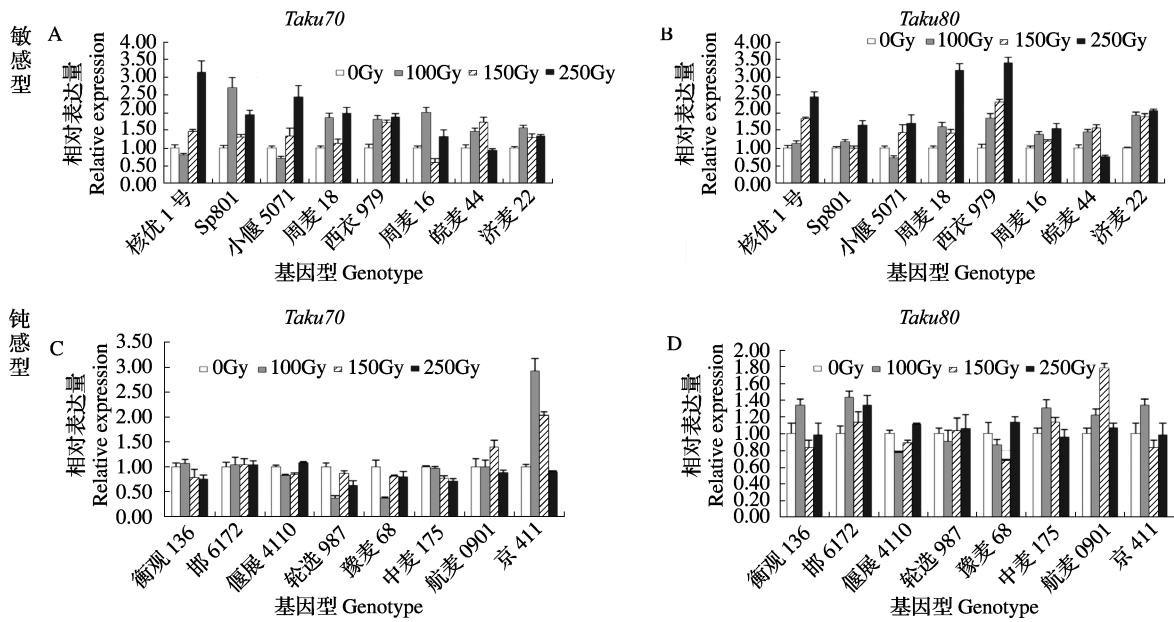 敏感型
A
Taku70
4.00
3.50
3.00
2.50
2.00
1.50
1.00
0.50
0.00
相对表达量
Relative expression
0Gy 100Gy 150Gy 250Gy
核优1号 Sp801 小偃5071 周麦18 西农979 周麦16 皖麦44 济麦22
基因型 Genotype
B
Taku80
0Gy 100Gy 150Gy 250Gy
4.00
3.50
3.00
2.50
2.00
1.50
1.00
0.50
0.00
相对表达量
Relative expression
核优1号 Sp801 小偃5071 周麦18 西农979 周麦16 皖麦44 济麦22
基因型 Genotype
钝感型
C
Taku70
3.50
3.00
2.50
2.00
1.50
1.00
0.50
0.00
相对表达量
Relative expression
0Gy 100Gy 150Gy 250Gy
衡观136 邯6172 偃展4110 轮选987 豫麦68 中麦175 航麦0901 京411
基因型 Genotype
D
Taku80
2.00
1.80
1.60
1.40
1.20
1.00
0.80
0.60
0.40
0.20
0.00
相对表达量
Relative expression
0Gy 100Gy 150Gy 250Gy
衡观136 邯6172 偃展4110 轮选987 豫麦68 中麦175 航麦0901 京411
基因型 Genotype